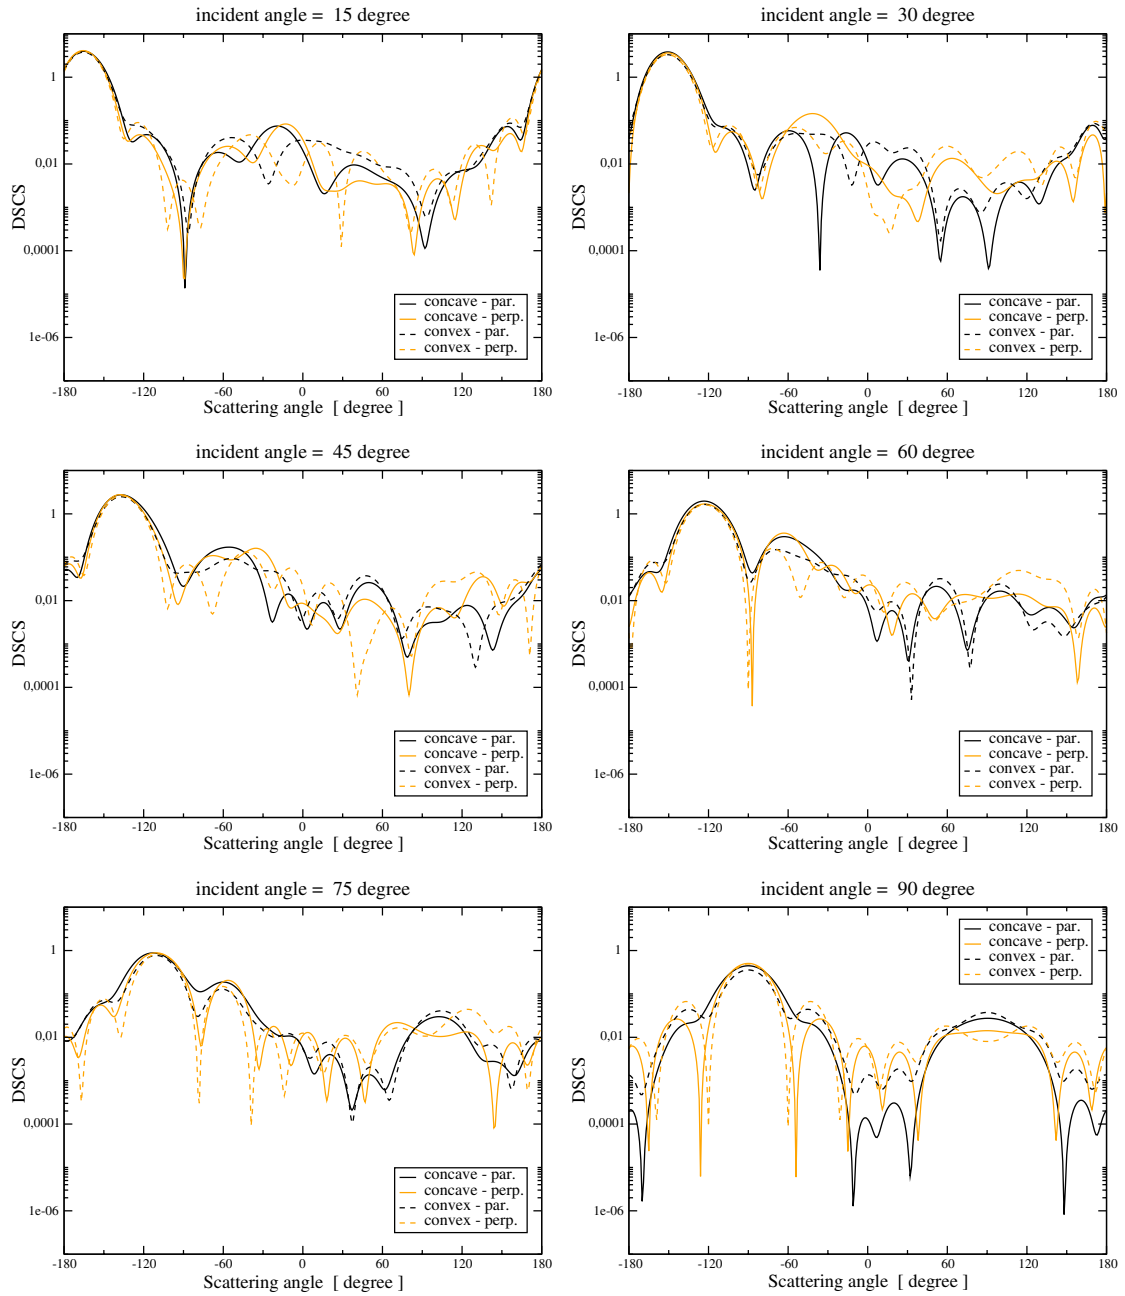 incident angle = 15 degree
DSCS
1
0,01
0,0001
1e-06
concave - par.
concave - perp.
convex - par.
convex - perp.
-180 -120 -60 0 60 120 180
Scattering angle [ degree ]
incident angle = 30 degree
DSCS
1
0,01
0,0001
1e-06
concave - par.
concave - perp.
convex - par.
convex - perp.
-180 -120 -60 0 60 120 180
Scattering angle [ degree ]
incident angle = 45 degree
DSCS
1
0,01
0,0001
1e-06
concave - par.
concave - perp.
convex - par.
convex - perp.
-180 -120 -60 0 60 120 180
Scattering angle [ degree ]
incident angle = 60 degree
DSCS
1
0,01
0,0001
1e-06
concave - par.
concave - perp.
convex - par.
convex - perp.
-180 -120 -60 0 60 120 180
Scattering angle [ degree ]
incident angle = 75 degree
DSCS
1
0,01
0,0001
1e-06
concave - par.
concave - perp.
convex - par.
convex - perp.
-180 -120 -60 0 60 120 180
Scattering angle [ degree ]
incident angle = 90 degree
DSCS
concave - par.
concave - perp.
convex - par.
convex - perp.
1
0,01
0,0001
1e-06
-180 -120 -60 0 60 120 180
Scattering angle [ degree ]